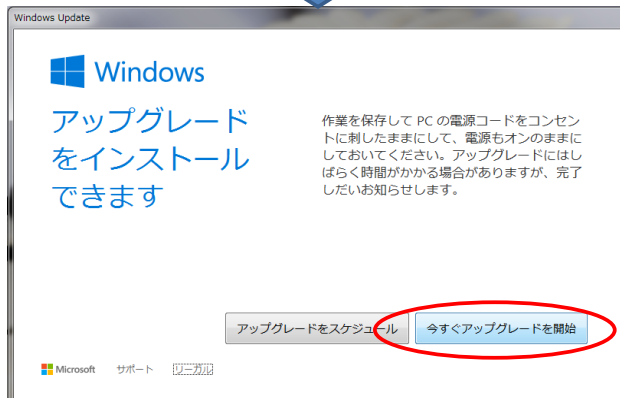 Windows Update
Windows
アップグレード
をインストール
できます
作業を保存して PC の電源コードをコンセン
トに刺したままにして、電源もオンのままに
しておいてください。アップグレードにはし
ばらく時間がかかる場合がありますが、完了
しだいお知らせします。
アップグレードをスケジュール 今すぐアップグレードを開始
Microsoft サポート リーガル